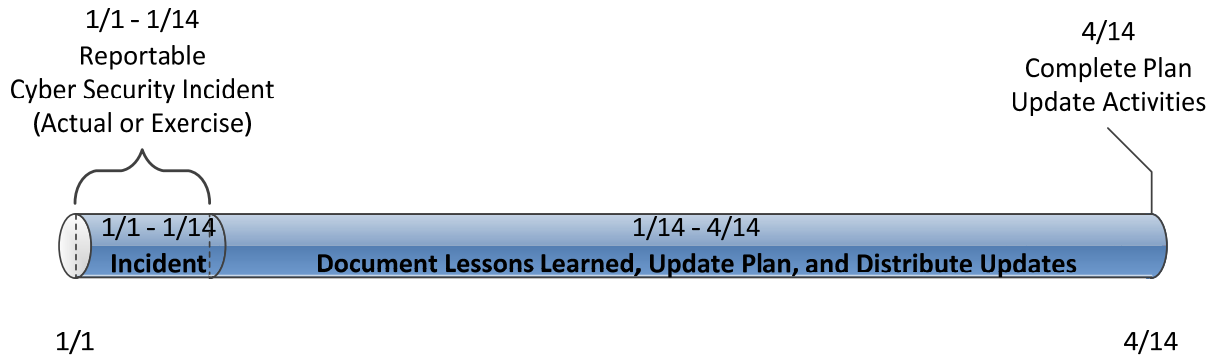 1/1 - 1/14
Reportable
Cyber Security Incident
(Actual or Exercise)
4/14
Complete Plan
Update Activities
1/1 - 1/14
Incident
1/14 - 4/14
Document Lessons Learned, Update Plan, and Distribute Updates
1/1
4/14